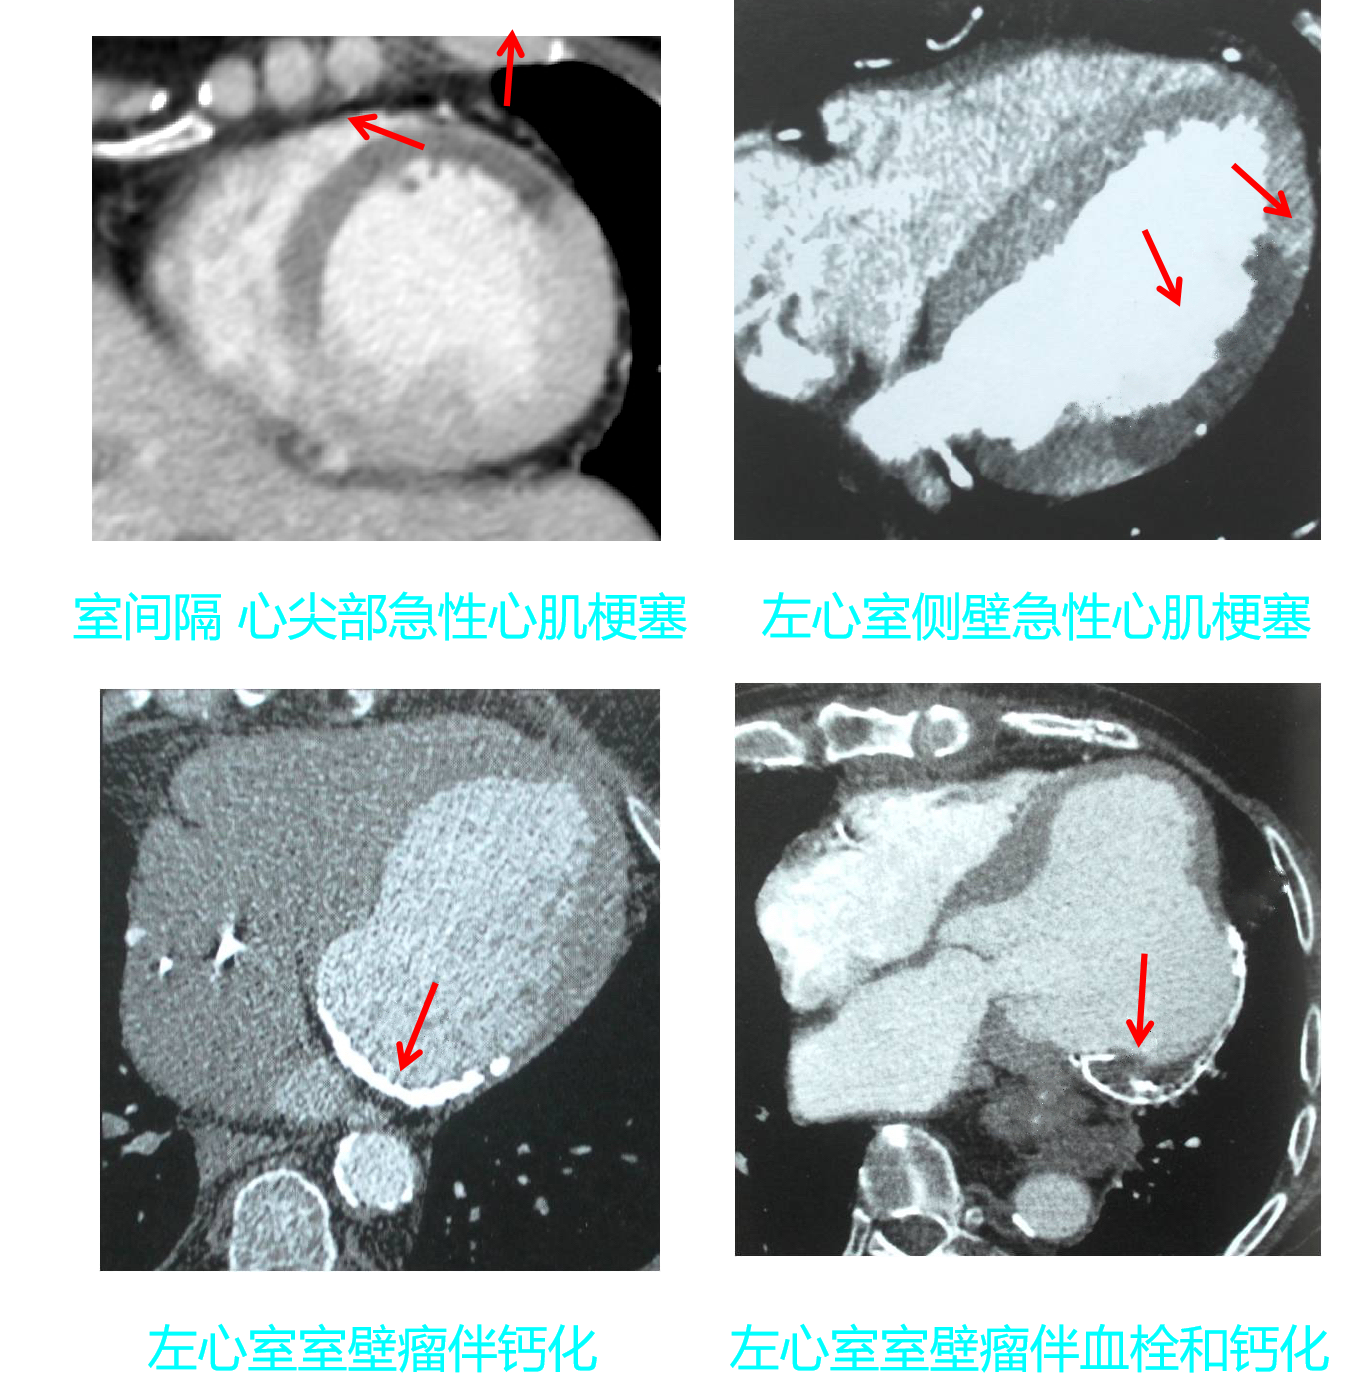 室间隔 心尖部急性心肌梗塞
左心室侧壁急性心肌梗塞
左心室室壁瘤伴钙化
左心室室壁瘤伴血栓和钙化